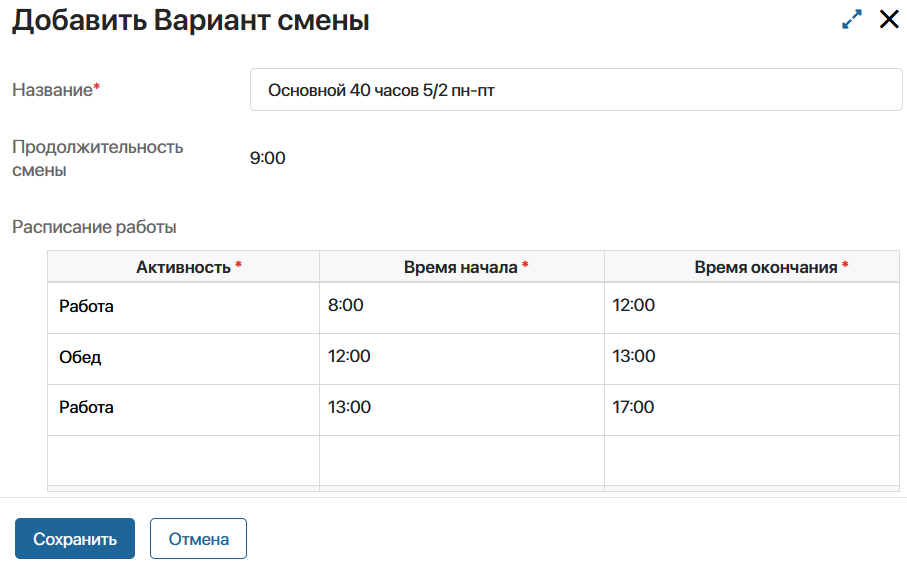 Добавить Вариант смены
Название*
Основной 40 часов 5/2 пн-пт
Продолжительность
смены
9:00
Расписание работы
Активность * Время начала * Время окончания *
Работа 8:00 12:00
Обед 12:00 13:00
Работа 13:00 17:00
Сохранить Отмена